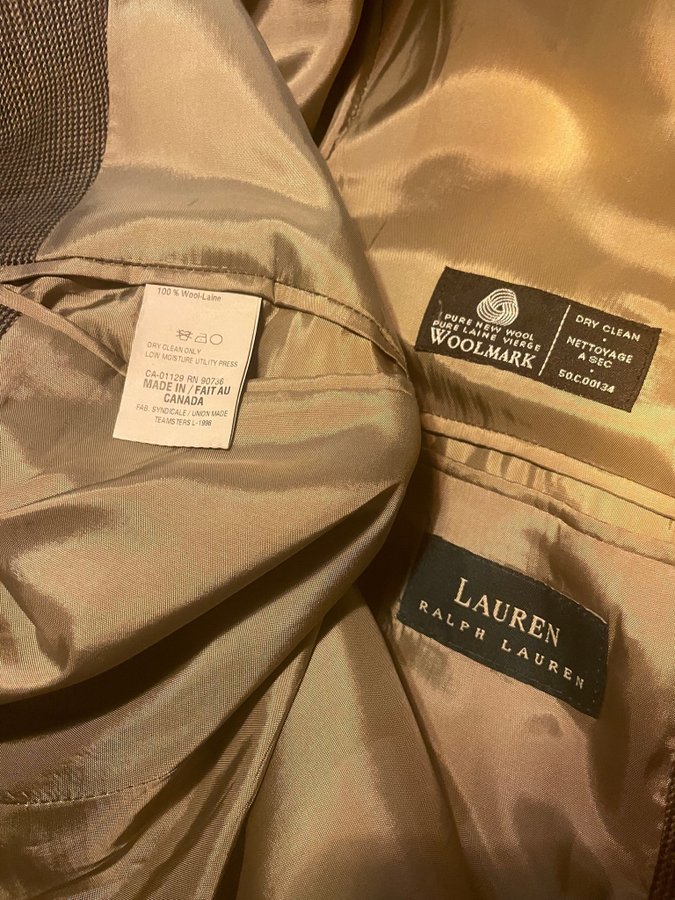 100 % Wool-Laine
DRY CLEAN ONLY
LOW MOISTURE UTILITY PRESS
CA-01129 RN 90736
MADE IN / FAIT AU
CANADA
FAB. SYNDICALE / UNION MADE
TEAMSTERS L-1998
PURE NEW WOOL
PURE LAINE VIERGE
WOOLMARK
DRY CLEAN
•
NETTOYAGE
A SEC
50.C.00134
LAUREN
RALPH LAUREN